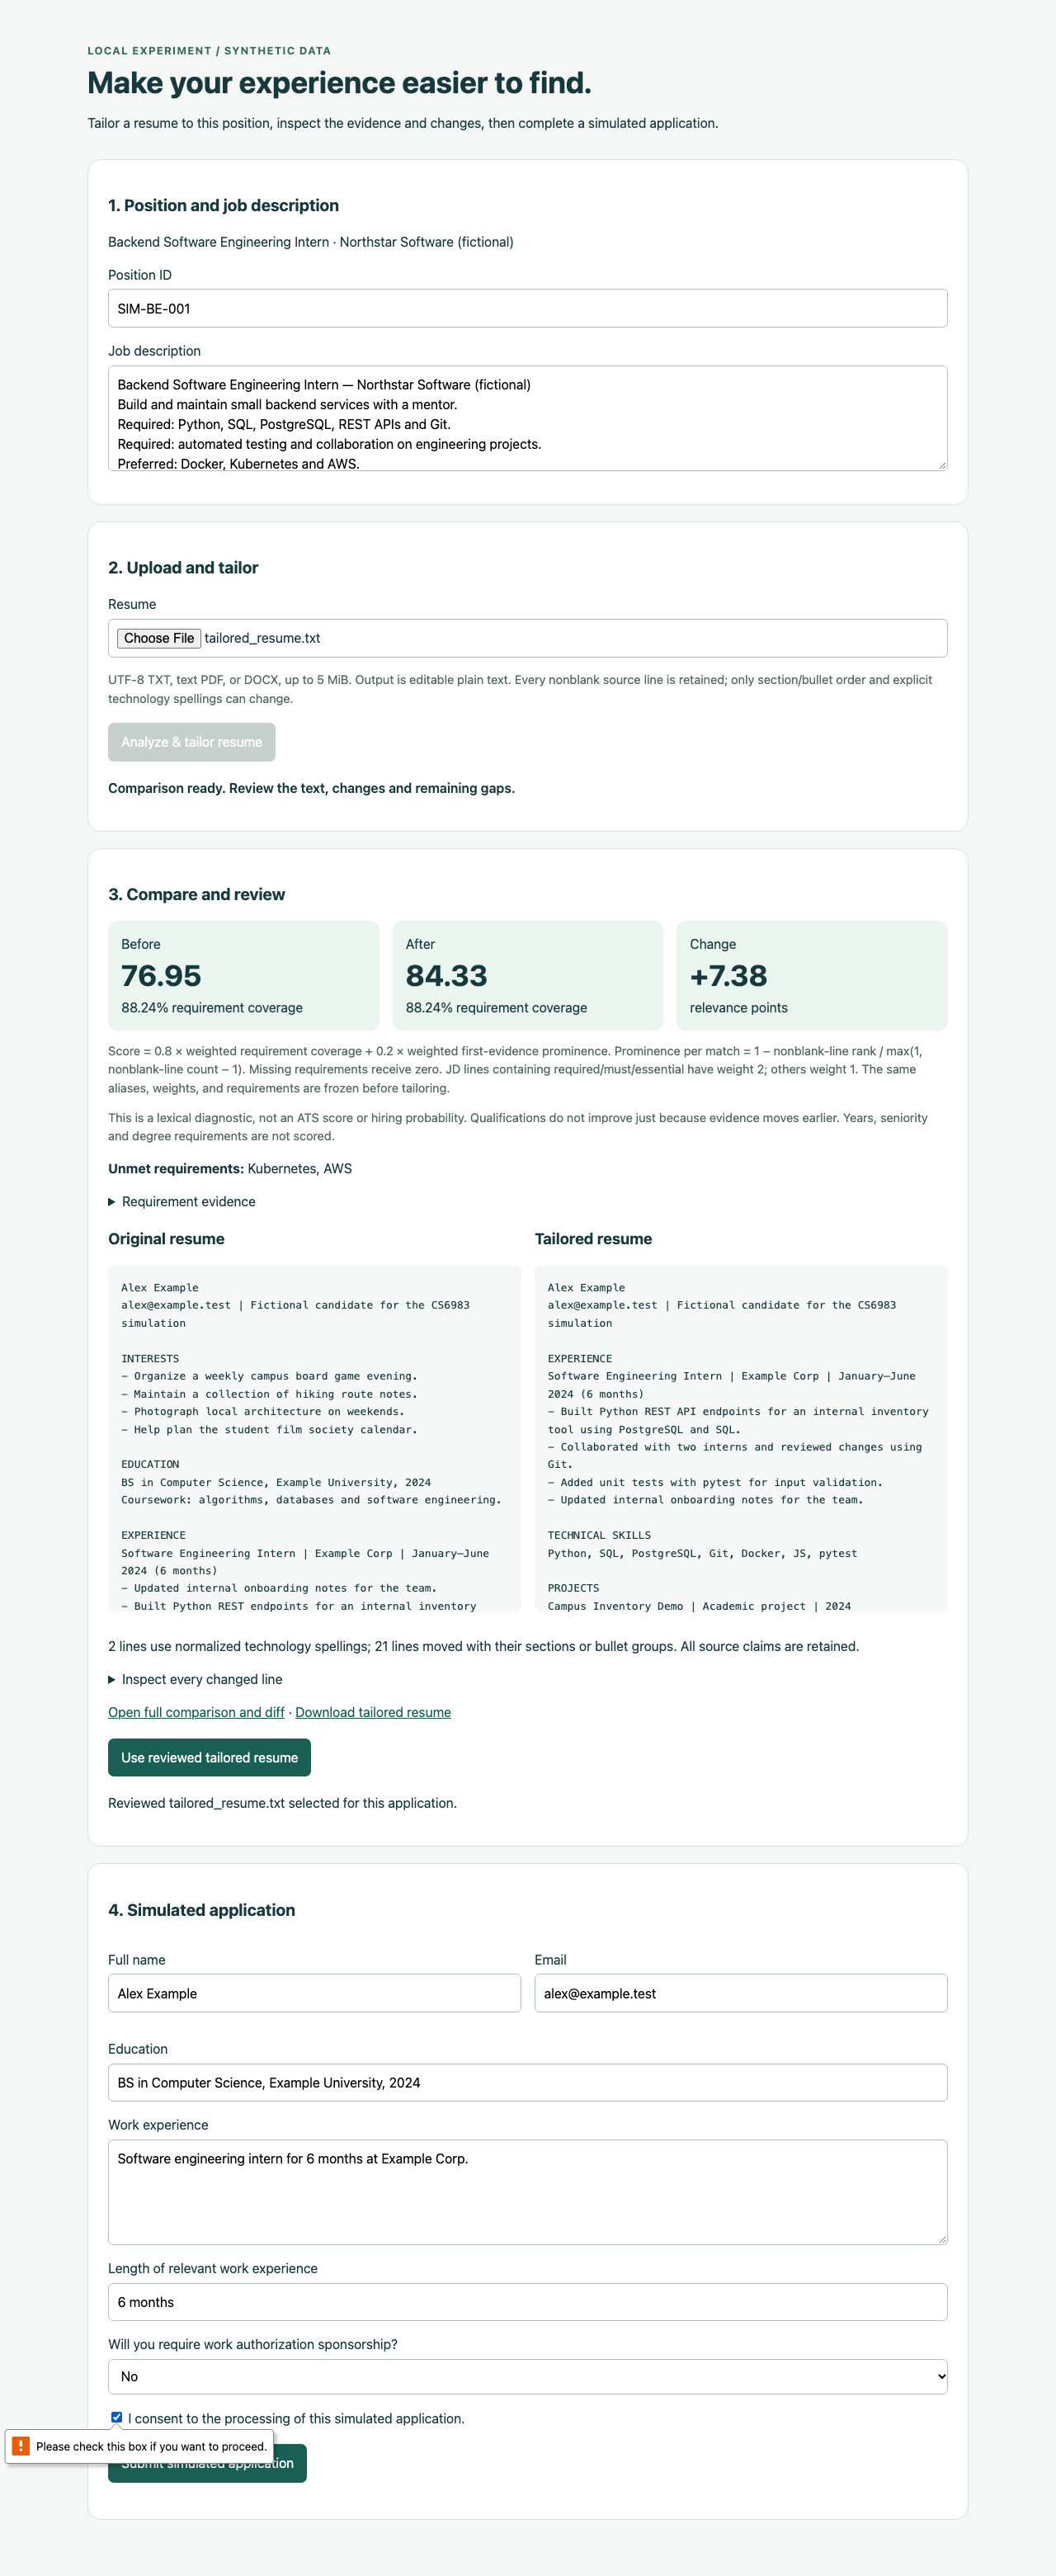 LOCAL EXPERIMENT / SYNTHETIC DATA
Make your experience easier to find.
Tailor a resume to this position, inspect the evidence and changes, then complete a simulated application.
1. Position and job description
Backend Software Engineering Intern · Northstar Software (fictional)
Position ID
SIM-BE-001
Job description
Backend Software Engineering Intern — Northstar Software (fictional)
Build and maintain small backend services with a mentor.
Required: Python, SQL, PostgreSQL, REST APIs and Git.
Required: automated testing and collaboration on engineering projects.
Preferred: Docker, Kubernetes and AWS.
2. Upload and tailor
Resume
Choose File tailored_resume.txt
UTF-8 TXT, text PDF, or DOCX, up to 5 MiB. Output is editable plain text. Every nonblank source line is retained; only section/bullet order and explicit
technology spellings can change.
Analyze & tailor resume
Comparison ready. Review the text, changes and remaining gaps.
3. Compare and review
Before
76.95
88.24% requirement coverage
After
84.33
88.24% requirement coverage
Change
+7.38
relevance points
Score = 0.8 × weighted requirement coverage + 0.2 × weighted first-evidence prominence. Prominence per match = 1 − nonblank-line rank / max(1,
nonblank-line count − 1). Missing requirements receive zero. JD lines containing required/must/essential have weight 2; others weight 1. The same
aliases, weights, and requirements are frozen before tailoring.
This is a lexical diagnostic, not an ATS score or hiring probability. Qualifications do not improve just because evidence moves earlier. Years, seniority
and degree requirements are not scored.
Unmet requirements: Kubernetes, AWS
▶ Requirement evidence
Original resume
Alex Example
alex@example.test | Fictional candidate for the CS6983
simulation
INTERESTS
- Organize a weekly campus board game evening.
- Maintain a collection of hiking route notes.
- Photograph local architecture on weekends.
- Help plan the student film society calendar.
EDUCATION
BS in Computer Science, Example University, 2024
Coursework: algorithms, databases and software engineering.
EXPERIENCE
Software Engineering Intern | Example Corp | January–June
2024 (6 months)
- Updated internal onboarding notes for the team.
- Built Python REST endpoints for an internal inventory
Tailored resume
Alex Example
alex@example.test | Fictional candidate for the CS6983
simulation
EXPERIENCE
Software Engineering Intern | Example Corp | January–June
2024 (6 months)
- Built Python REST API endpoints for an internal inventory
tool using PostgreSQL and SQL.
- Collaborated with two interns and reviewed changes using
Git.
- Added unit tests with pytest for input validation.
- Updated internal onboarding notes for the team.
TECHNICAL SKILLS
Python, SQL, PostgreSQL, Git, Docker, JS, pytest
PROJECTS
Campus Inventory Demo | Academic project | 2024
2 lines use normalized technology spellings; 21 lines moved with their sections or bullet groups. All source claims are retained.
▶ Inspect every changed line
Open full comparison and diff · Download tailored resume
Use reviewed tailored resume
Reviewed tailored_resume.txt selected for this application.
4. Simulated application
Full name
Alex Example
Email
alex@example.test
Education
BS in Computer Science, Example University, 2024
Work experience
Software engineering intern for 6 months at Example Corp.
Length of relevant work experience
6 months
Will you require work authorization sponsorship?
No
I consent to the processing of this simulated application.
Please check this box if you want to proceed.
Submit simulated application